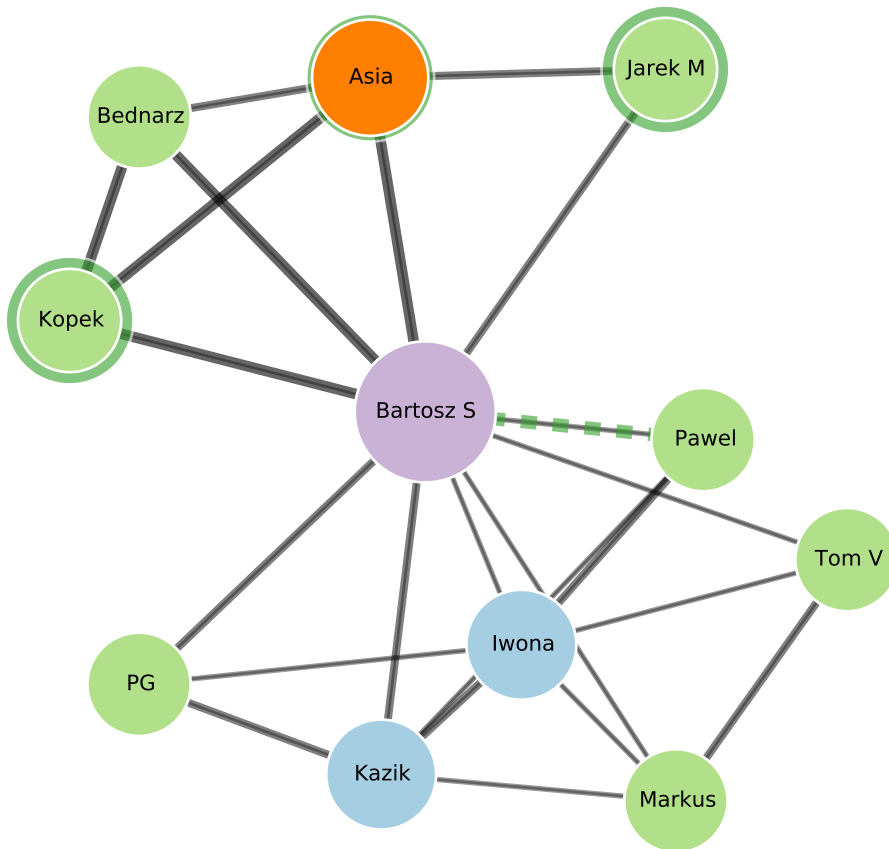 Jarek M
Asia
Bednarz
Kopek
Bartosz S
Pawel
Tom V
Iwona
PG
Kazik
Markus